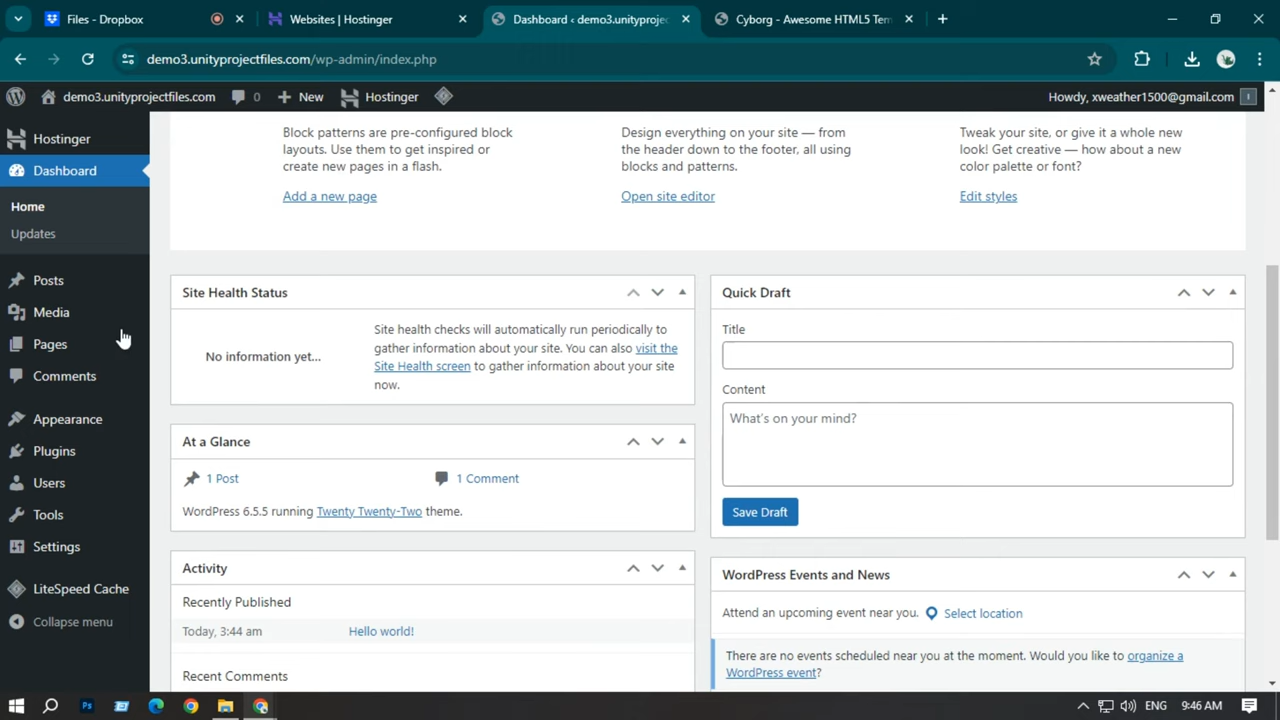 Files - Dropbox
Websites | Hostinger
Dashboard ‹ demo3.unityprojec
Cyborg - Awesome HTML5 Tem
demo3.unityprojectfiles.com/wp-admin/index.php
demo3.unityprojectfiles.com
0
New
Hostinger
Howdy, xweather1500@gmail.com
Hostinger
Dashboard
Home
Updates
Posts
Media
Pages
Comments
Appearance
Plugins
Users
Tools
Settings
LiteSpeed Cache
Collapse menu
Block patterns are pre-configured block
layouts. Use them to get inspired or
create new pages in a flash.
Add a new page
Design everything on your site — from
the header down to the footer, all using
blocks and patterns.
Open site editor
Tweak your site, or give it a whole new
look! Get creative — how about a new
color palette or font?
Edit styles
Site Health Status
No information yet...
Site health checks will automatically run periodically to
gather information about your site. You can also visit the
Site Health screen to gather information about your site
now.
At a Glance
1 Post
1 Comment
WordPress 6.5.5 running Twenty Twenty-Two theme.
Activity
Recently Published
Today, 3:44 am
Hello world!
Recent Comments
Quick Draft
Title
Content
What's on your mind?
Save Draft
WordPress Events and News
Attend an upcoming event near you.
Select location
There are no events scheduled near you at the moment. Would you like to organize a
WordPress event?
ENG
9:46 AM